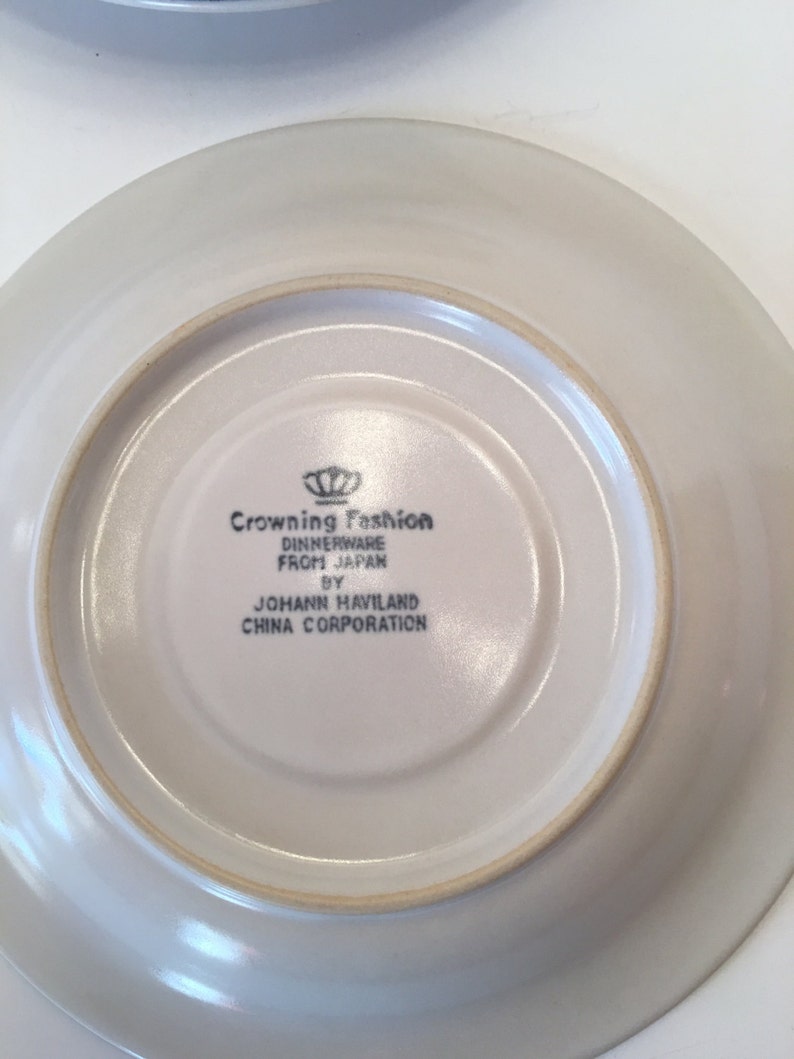 Crowning Fashion
DINNERWARE
FROM JAPAN
BY
JOHANN HAVILAND
CHINA CORPORATION